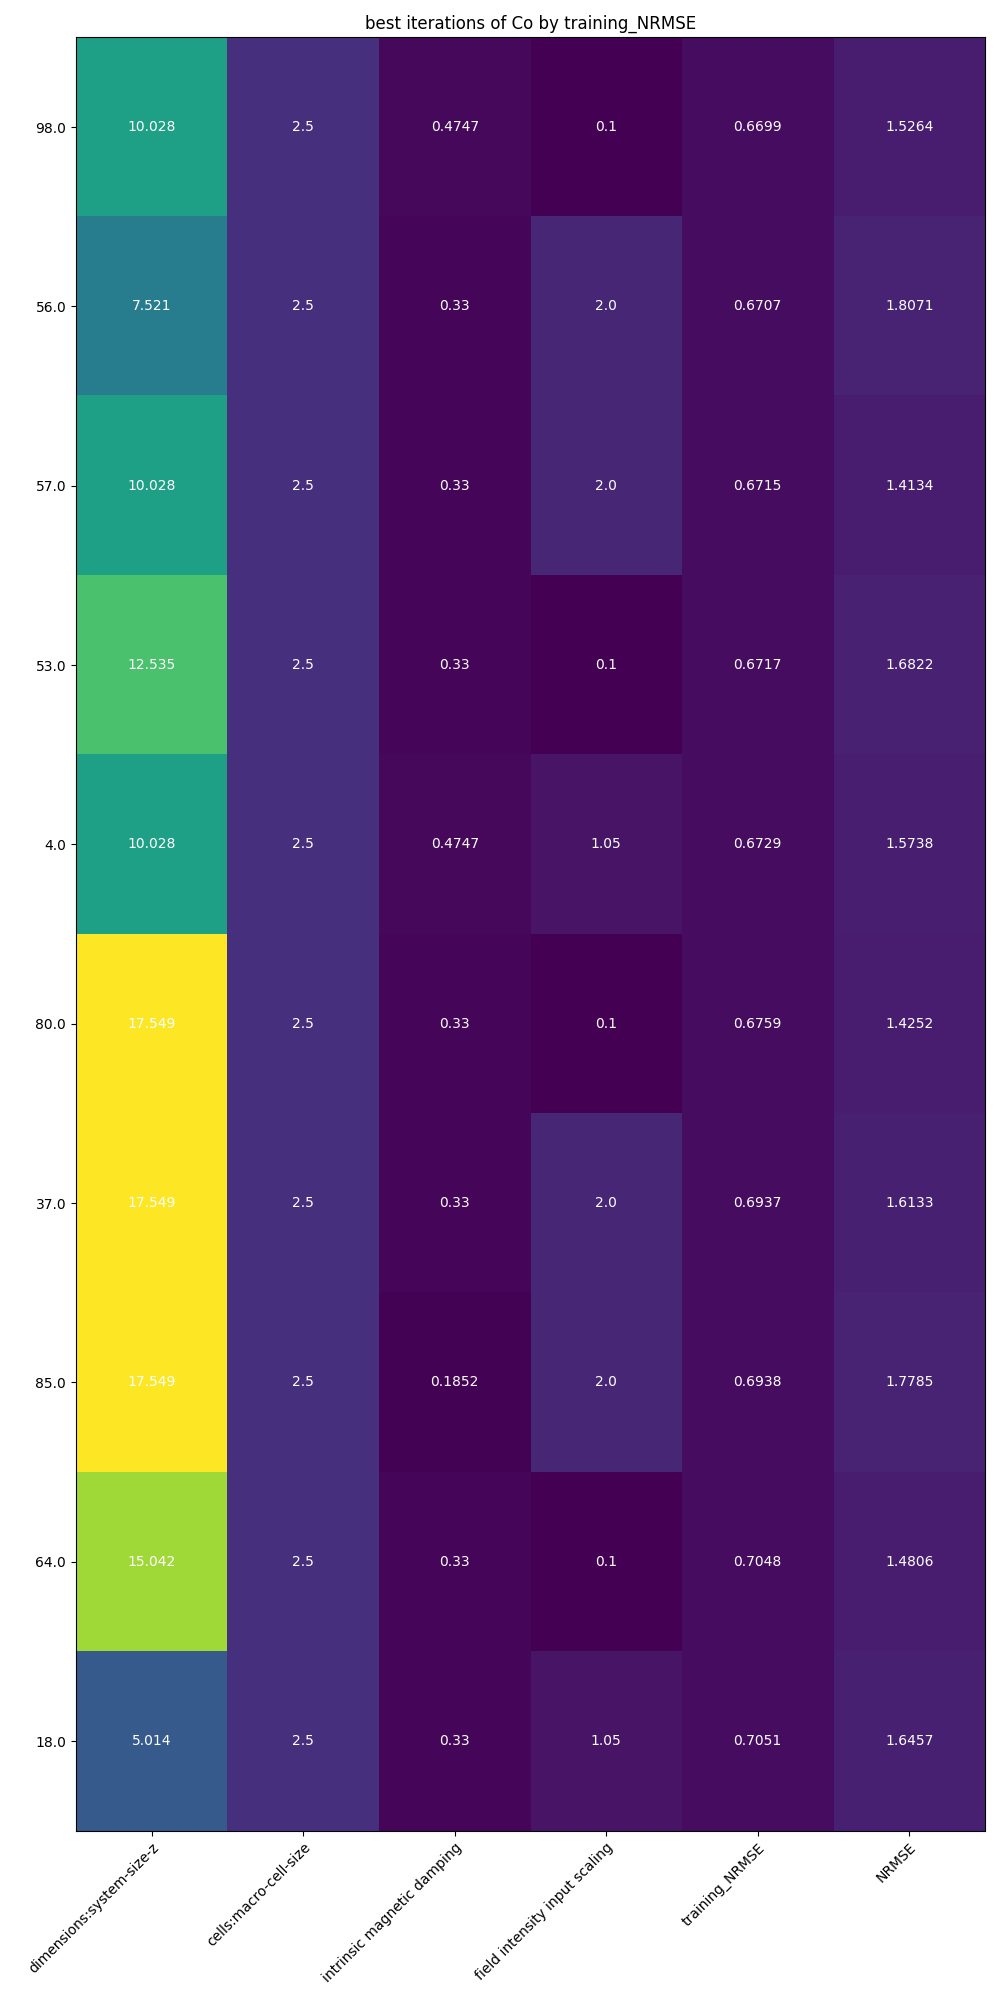 best iterations of Co by training_NRMSE
98.0 10.028 2.5 0.4747 0.1 0.6699 1.5264
56.0 7.521 2.5 0.33 2.0 0.6707 1.8071
57.0 10.028 2.5 0.33 2.0 0.6715 1.4134
53.0 12.535 2.5 0.33 0.1 0.6717 1.6822
4.0 10.028 2.5 0.4747 1.05 0.6729 1.5738
80.0 17.549 2.5 0.33 0.1 0.6759 1.4252
37.0 17.549 2.5 0.33 2.0 0.6937 1.6133
85.0 17.549 2.5 0.1852 2.0 0.6938 1.7785
64.0 15.042 2.5 0.33 0.1 0.7048 1.4806
18.0 5.014 2.5 0.33 1.05 0.7051 1.6457
dimensions:system-size-z
cells:macro-cell-size
intrinsic magnetic damping
field intensity input scaling
training_NRMSE
NRMSE